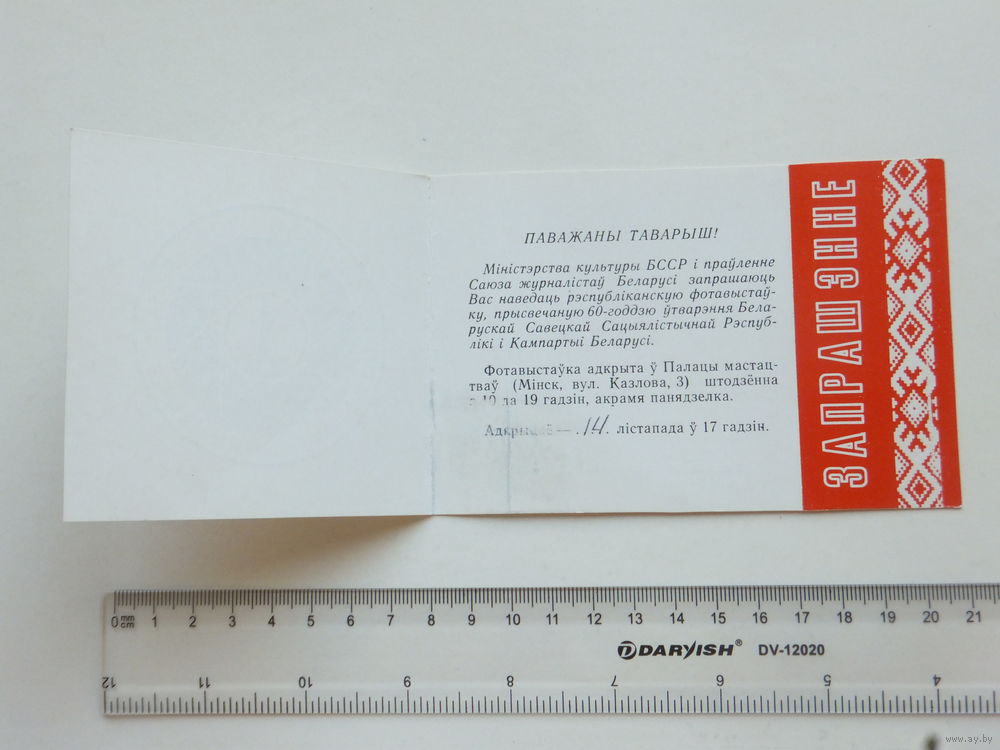 ПАВАЖАНЫ ТАВАРЫШ!
Міністэрства культуры БССР і праўленне
Саюза журналістаў Беларусі запрашаюць
Вас наведаць рэспубліканскую фотавыстаў-
ку, прысвечаную 60-годдзю ўтварэння Бела-
рускай Савецкай Сацыялістычнай Рэспуб-
лікі і Кампартыі Беларусі.
Фотавыстаўка адкрыта ў Палацы мастац-
тваў (Мінск, вул. Казлова, 3) штодзённа
з 10 да 19 гадзін, акрамя панядзелка.
— 14. лістапада ў 17 гадзін.
ЗАПРАШЭННЕ
0 mm cm 1 2 3 4 5 6 7 8 9 10 11 12 13 14 15 16 17 18 19 20 21
DARYISH® DV-12020
12 11 10 9 8 7 6 5 4
www.ay.by